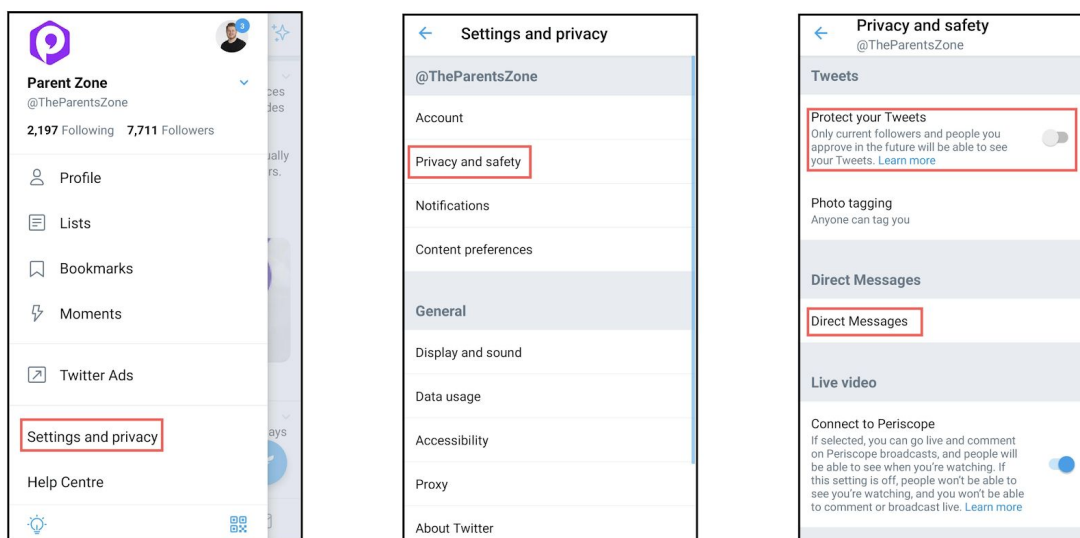 3
Parent Zone
@TheParentsZone
2,197 Following 7,711 Followers
Profile
Lists
Bookmarks
Moments
Twitter Ads
Settings and privacy
Help Centre
Settings and privacy
@TheParentsZone
Account
Privacy and safety
Notifications
Content preferences
General
Display and sound
Data usage
Accessibility
Proxy
About Twitter
Privacy and safety
@TheParentsZone
Tweets
Protect your Tweets
Only current followers and people you
approve in the future will be able to see
your Tweets. Learn more
Photo tagging
Anyone can tag you
Direct Messages
Direct Messages
Live video
Connect to Periscope
If selected, you can go live and comment
on Periscope broadcasts, and people will
be able to see when you're watching. If
this setting is off, people won't be able to
see you're watching, and you won't be able
to comment or broadcast live. Learn more